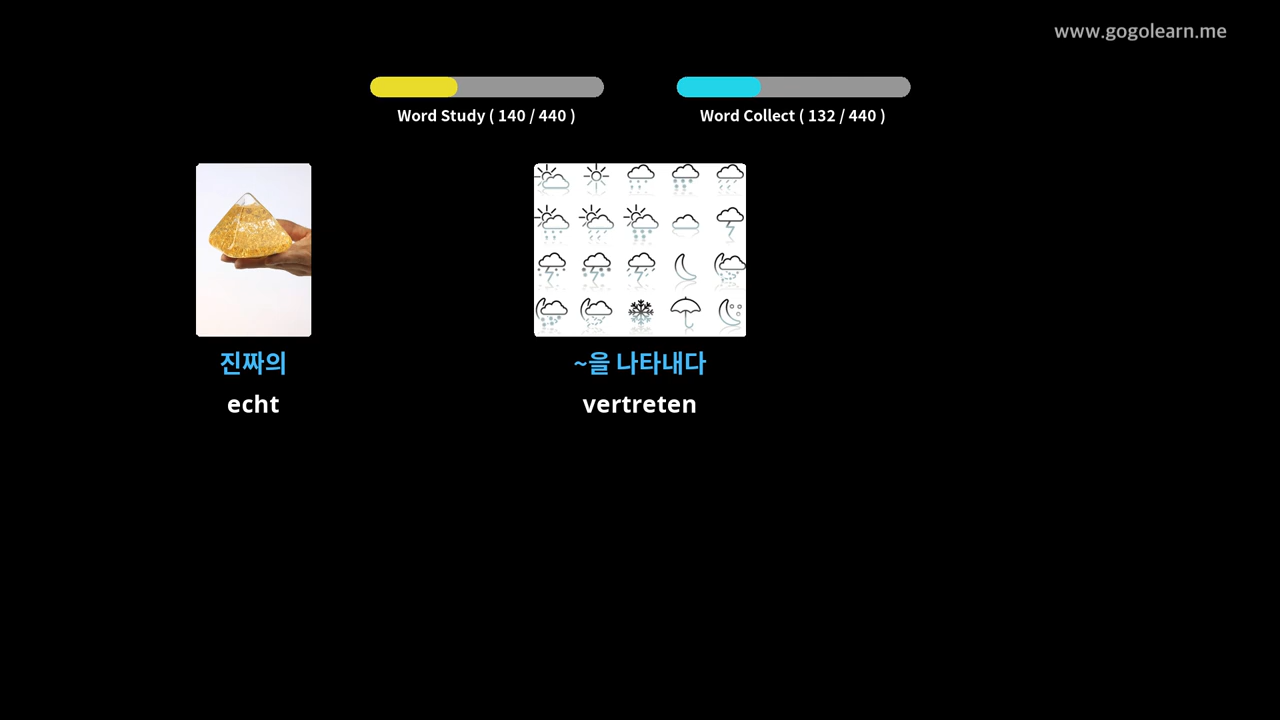 www.gogolearn.me
Word Study ( 140 / 440 )
Word Collect ( 132 / 440 )
진짜의
echt
~을 나타내다
vertreten